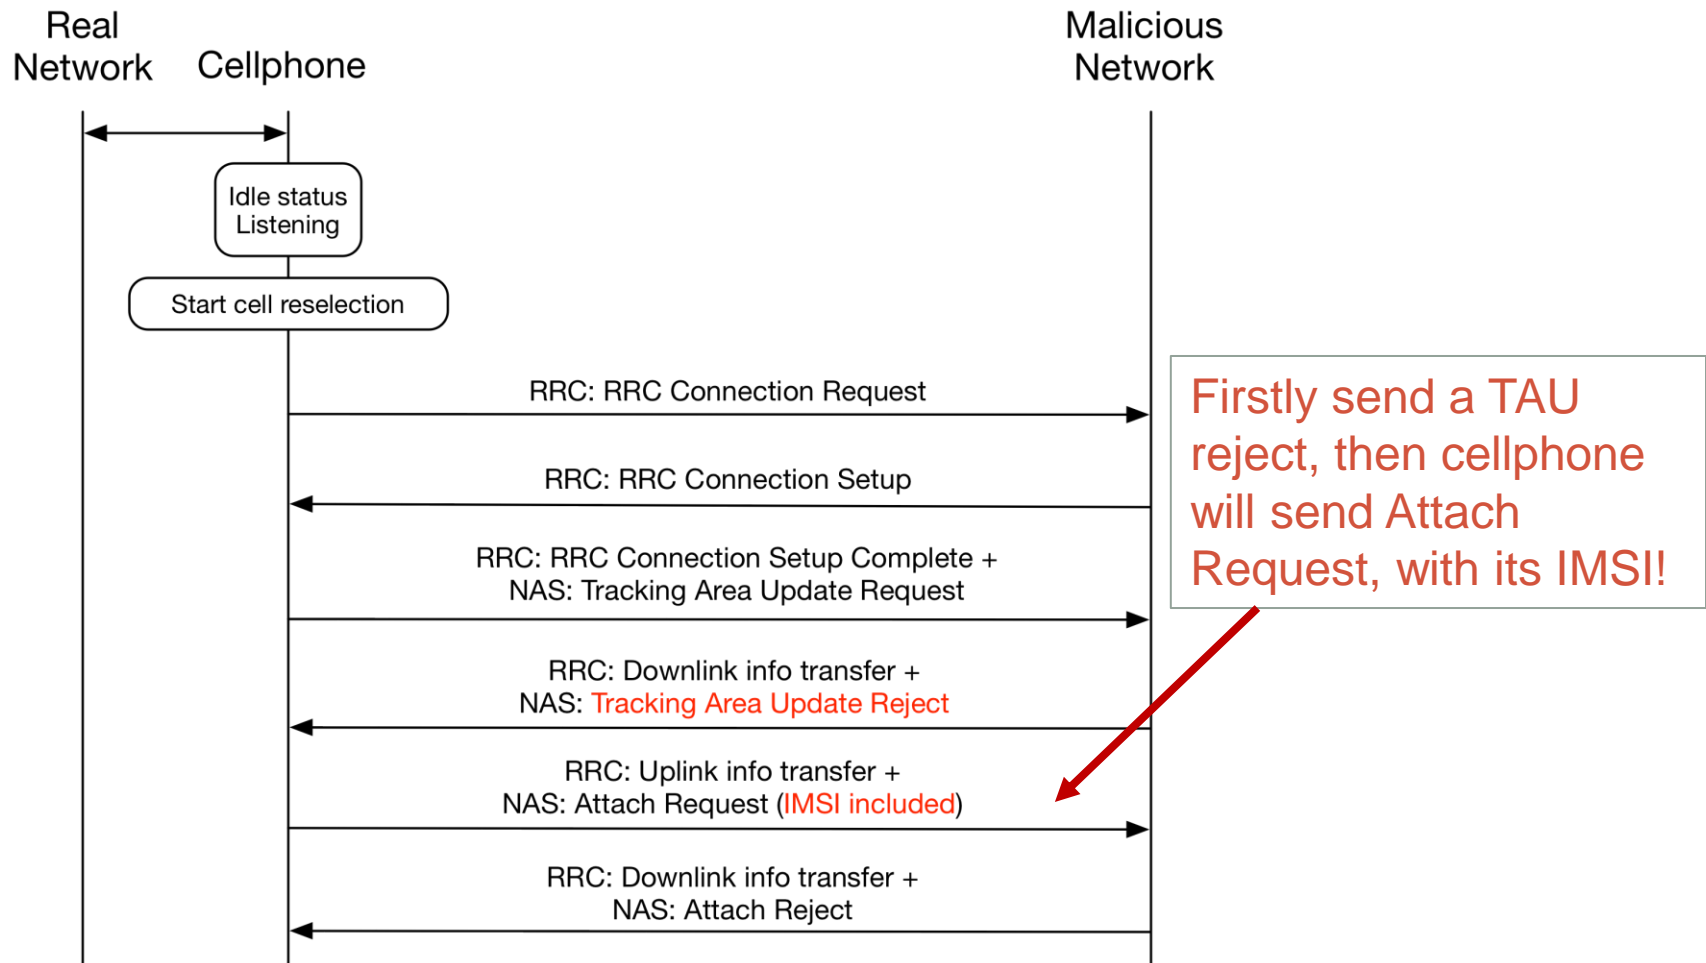 Real
Network
Cellphone
Malicious
Network
Idle status
Listening
Start cell reselection
RRC: RRC Connection Request
RRC: RRC Connection Setup
RRC: RRC Connection Setup Complete +
NAS: Tracking Area Update Request
RRC: Downlink info transfer +
NAS: Tracking Area Update Reject
RRC: Uplink info transfer +
NAS: Attach Request (IMSI included)
RRC: Downlink info transfer +
NAS: Attach Reject
Firstly send a TAU
reject, then cellphone
will send Attach
Request, with its IMSI!